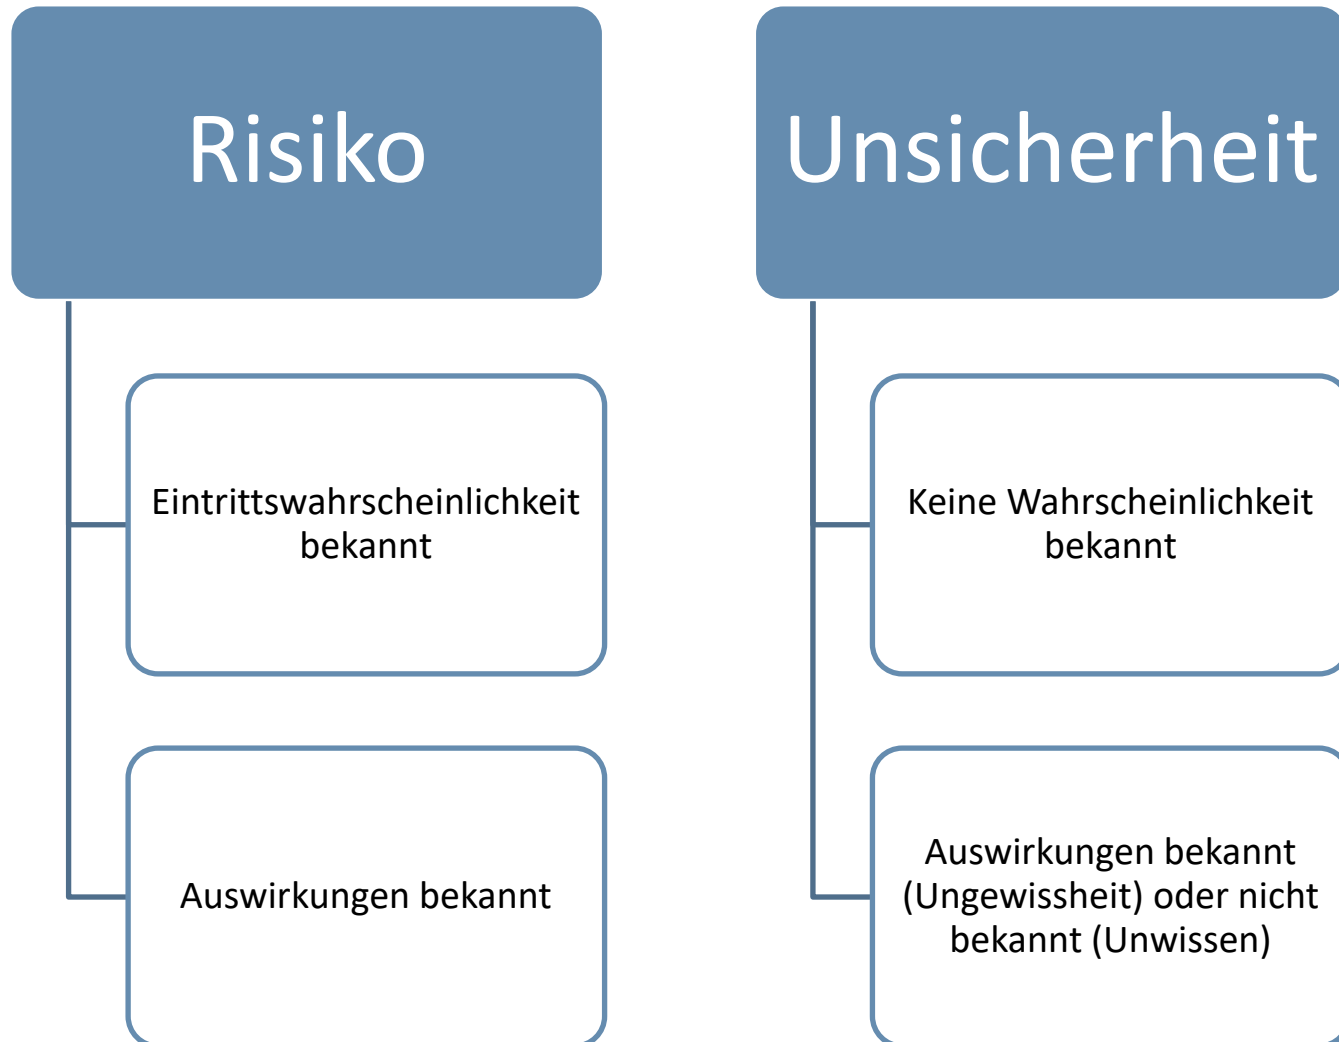 Risiko
Eintrittswahrscheinlichkeit
bekannt
Auswirkungen bekannt
Unsicherheit
Keine Wahrscheinlichkeit
bekannt
Auswirkungen bekannt
(Ungewissheit) oder nicht
bekannt (Unwissen)